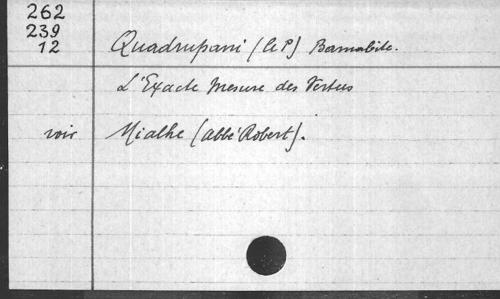 262
239
12
Quadrupani (le P) Barnabite.
L'Exacte Mesure des Vertus
voir Mialhe (abbé Robert).